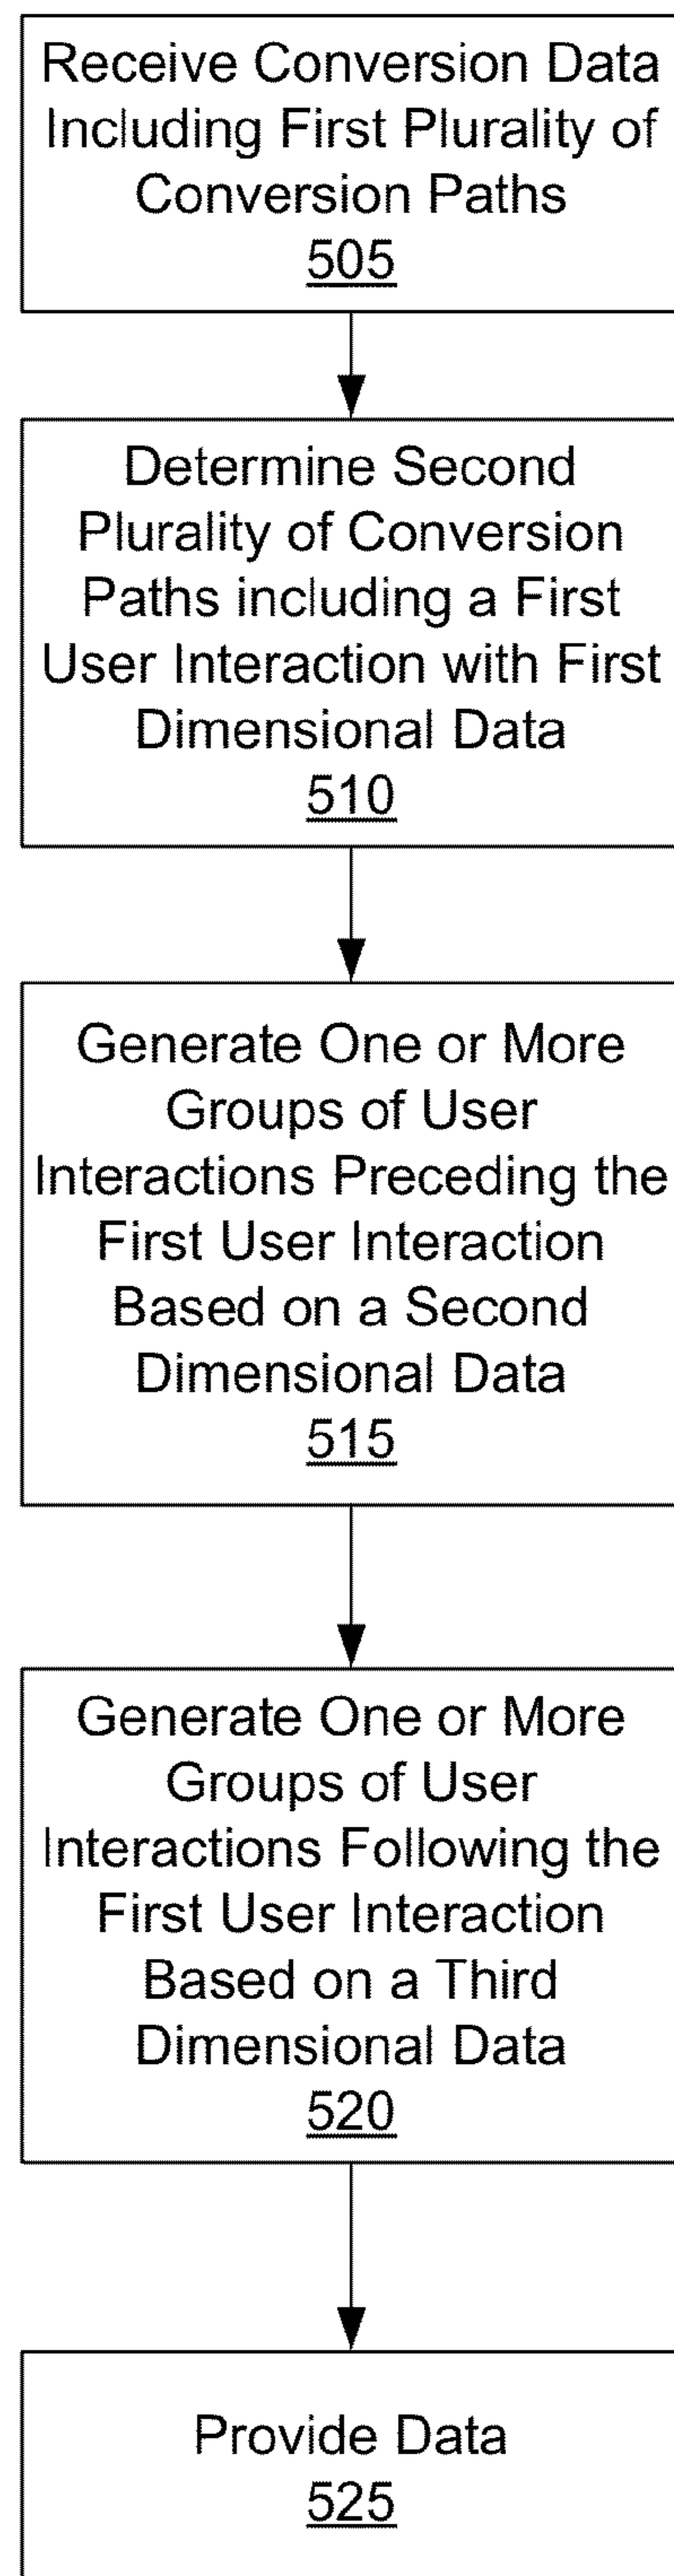 Receive Conversion Data
Including First Plurality of
Conversion Paths
505
Determine Second
Plurality of Conversion
Paths including a First
User Interaction with First
Dimensional Data
510
Generate One or More
Groups of User
Interactions Preceding the
First User Interaction
Based on a Second
Dimensional Data
515
Generate One or More
Groups of User
Interactions Following the
First User Interaction
Based on a Third
Dimensional Data
520
Provide Data
525